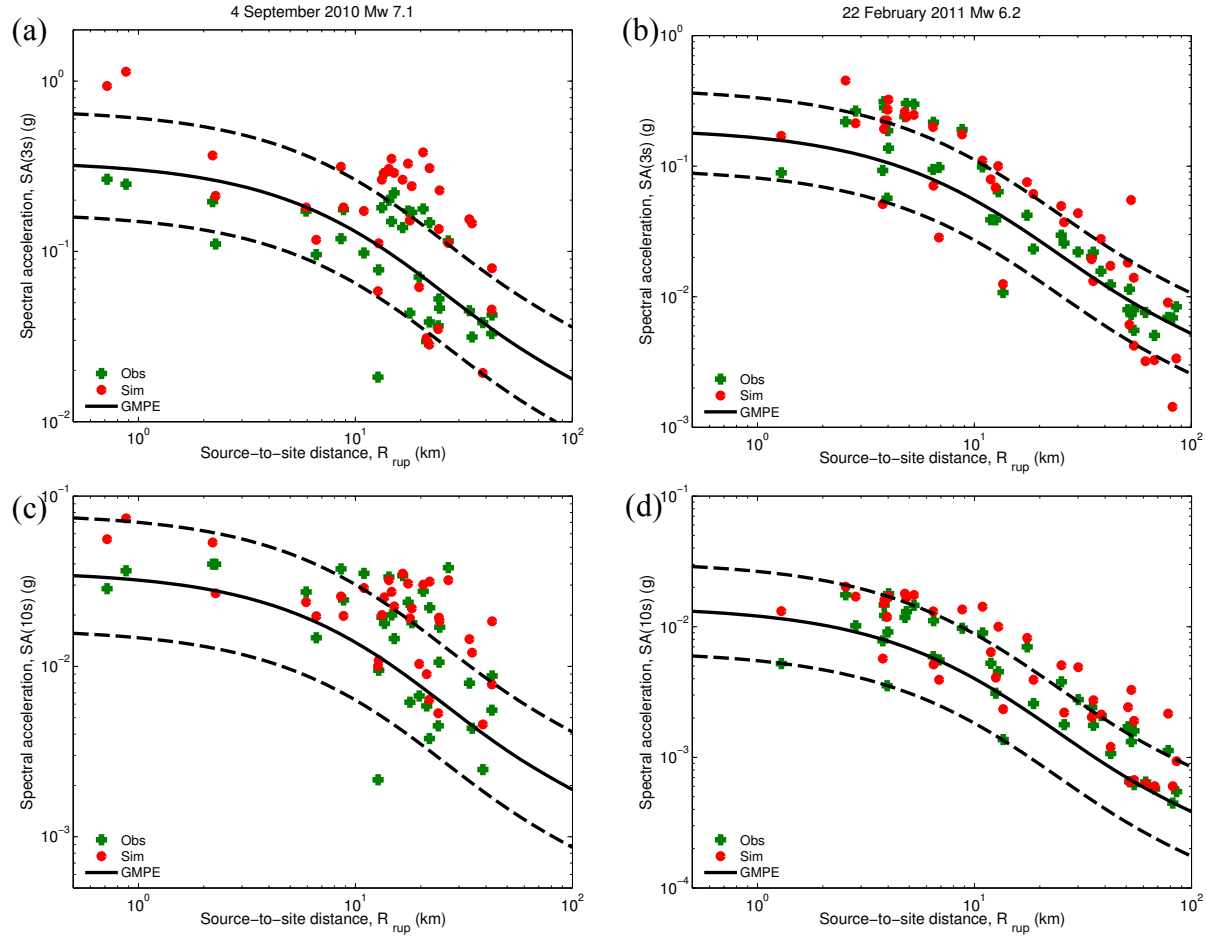 4 September 2010 Mw 7.1
22 February 2011 Mw 6.2
(a)
Spectral acceleration, SA(3s) (g)
10^0
10^-1
10^-2
Obs
Sim
GMPE
10^0 10^1 10^2
Source-to-site distance, R_rup (km)
(b)
Spectral acceleration, SA(3s) (g)
10^0
10^-1
10^-2
10^-3
Obs
Sim
GMPE
10^0 10^1 10^2
Source-to-site distance, R_rup (km)
(c)
Spectral acceleration, SA(10s) (g)
10^-1
10^-2
10^-3
Obs
Sim
GMPE
10^0 10^1 10^2
Source-to-site distance, R_rup (km)
(d)
Spectral acceleration, SA(10s) (g)
10^-1
10^-2
10^-3
10^-4
Obs
Sim
GMPE
10^0 10^1 10^2
Source-to-site distance, R_rup (km)